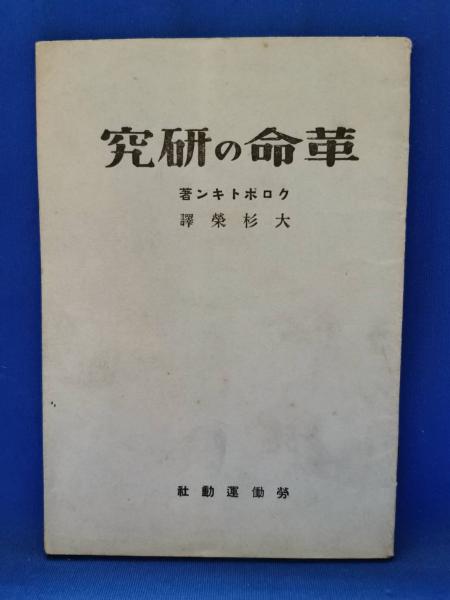 革命の研究
クロポトキン著
大杉榮譯
勞働運動社